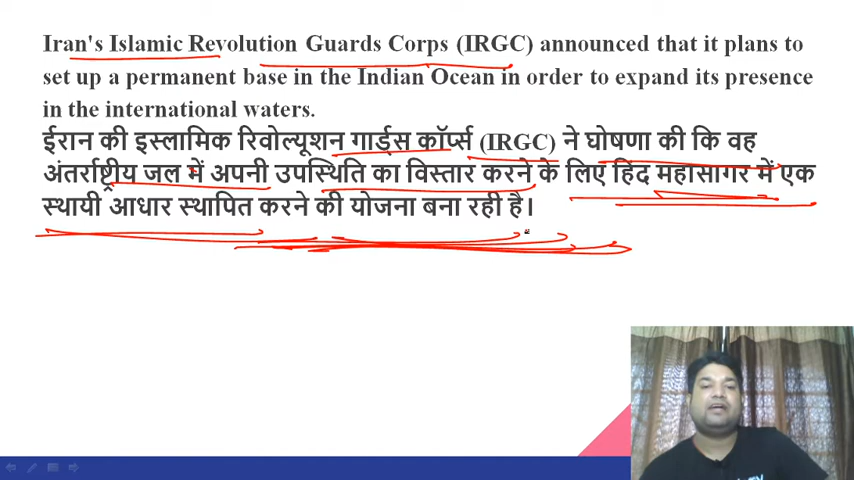 Iran's Islamic Revolution Guards Corps (IRGC) announced that it plans to
set up a permanent base in the Indian Ocean in order to expand its presence
in the international waters.
ईरान की इस्लामिक रिवोल्यूशन गार्ड्स कॉर्प्स (IRGC) ने घोषणा की कि वह
अंतर्राष्ट्रीय जल में अपनी उपस्थिति का विस्तार करने के लिए हिंद महासागर में एक
स्थायी आधार स्थापित करने की योजना बना रही है।